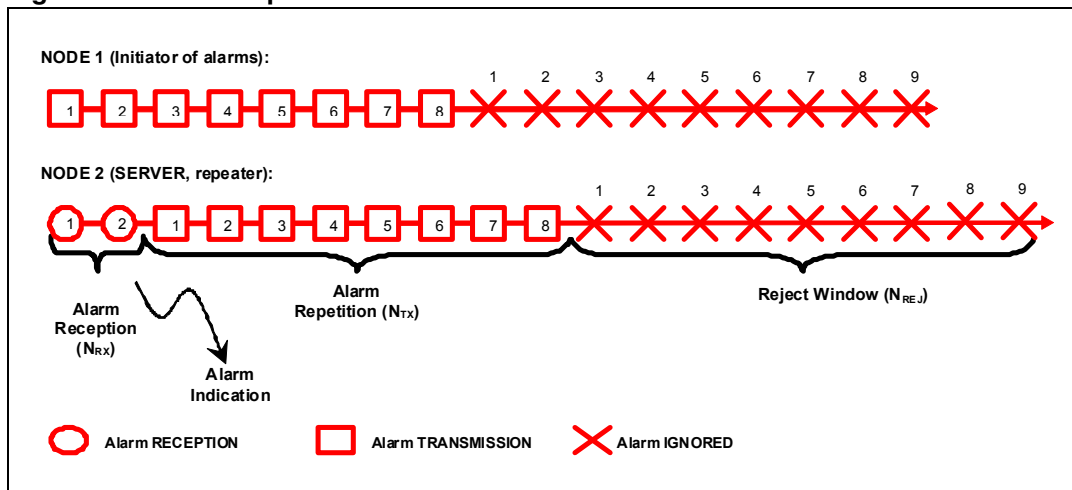 NODE 1 (Initiator of alarms):
1 2 3 4 5 6 7 8 9
1 2 3 4 5 6 7 8
NODE 2 (SERVER, repeater):
1 2 3 4 5 6 7 8 9
1 2 1 2 3 4 5 6 7 8
Alarm
Reception
(NRX)
Alarm
Repetition (NTX)
Reject Window (NREJ)
Alarm
Indication
Alarm RECEPTION
Alarm TRANSMISSION
Alarm IGNORED